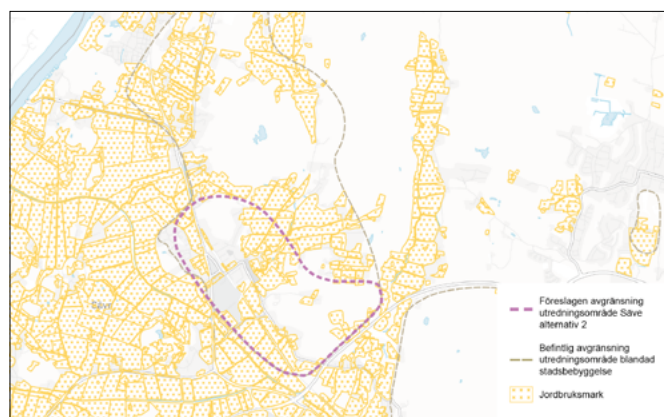 Säve
Föreslagen avgränsning
utredningsområde Säve
alternativ 2
Befintlig avgränsning
utredningsområde blandad
stadsbebyggelse
Jordbruksmark